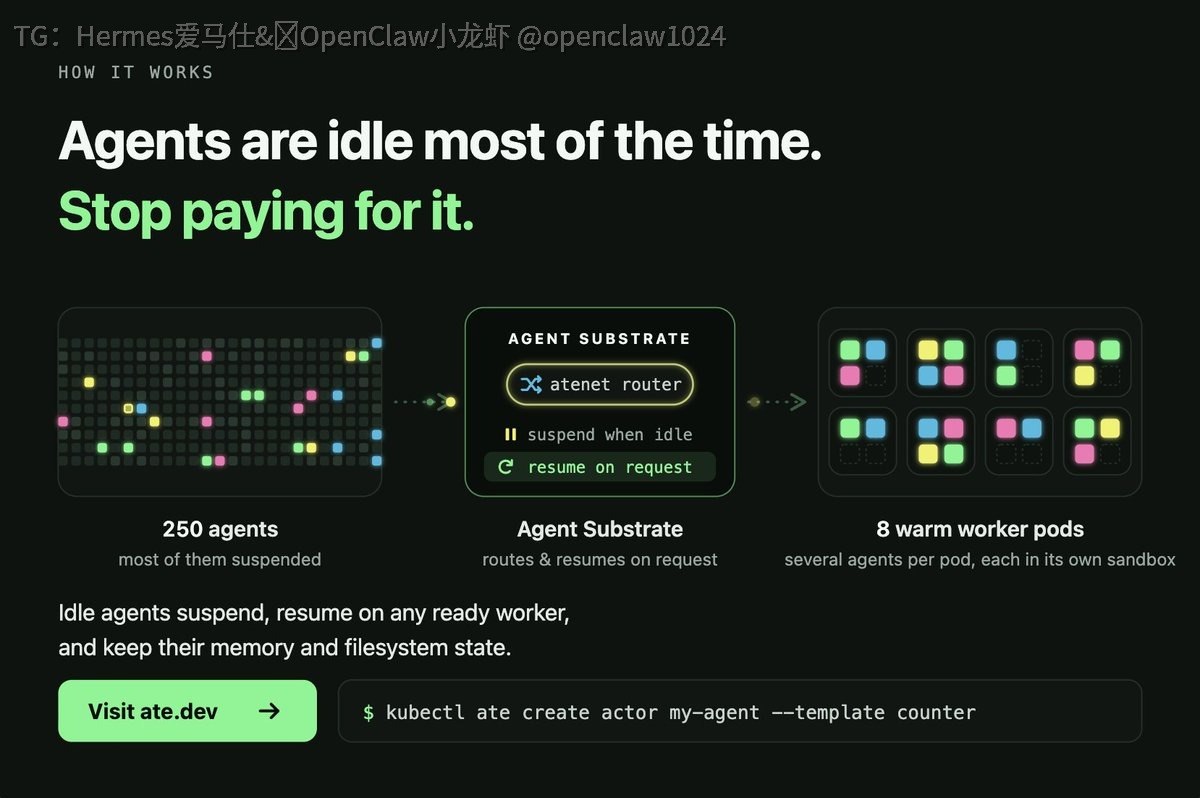 TG：Hermes爱马仕&OpenClaw小龙虾 @openclaw1024
HOW IT WORKS
Agents are idle most of the time.
Stop paying for it.
AGENT SUBSTRATE
atenet router
suspend when idle
resume on request
250 agents
most of them suspended
Agent Substrate
routes & resumes on request
8 warm worker pods
several agents per pod, each in its own sandbox
Idle agents suspend, resume on any ready worker,
and keep their memory and filesystem state.
Visit ate.dev →
$ kubectl ate create actor my-agent --template counter